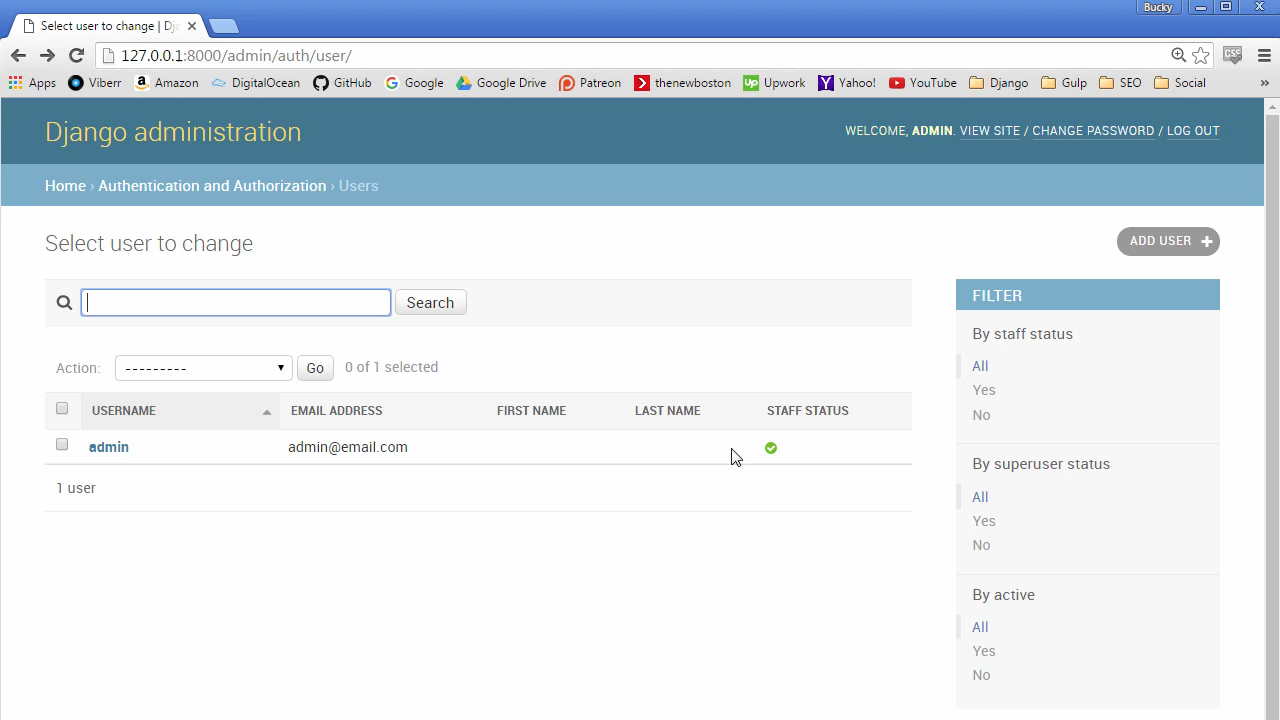 Bucky
Select user to change | Dj
127.0.0.1:8000/admin/auth/user/
Apps Viberr Amazon DigitalOcean GitHub Google Google Drive Patreon thenewboston Upwork Yahoo! YouTube Django Gulp SEO Social »
Django administration
WELCOME, ADMIN. VIEW SITE / CHANGE PASSWORD / LOG OUT
Home › Authentication and Authorization › Users
Select user to change
ADD USER +
Search
FILTER
By staff status
All
Yes
No
By superuser status
All
Yes
No
By active
All
Yes
No
Action: --------- Go 0 of 1 selected
USERNAME EMAIL ADDRESS FIRST NAME LAST NAME STAFF STATUS
admin admin@email.com
1 user